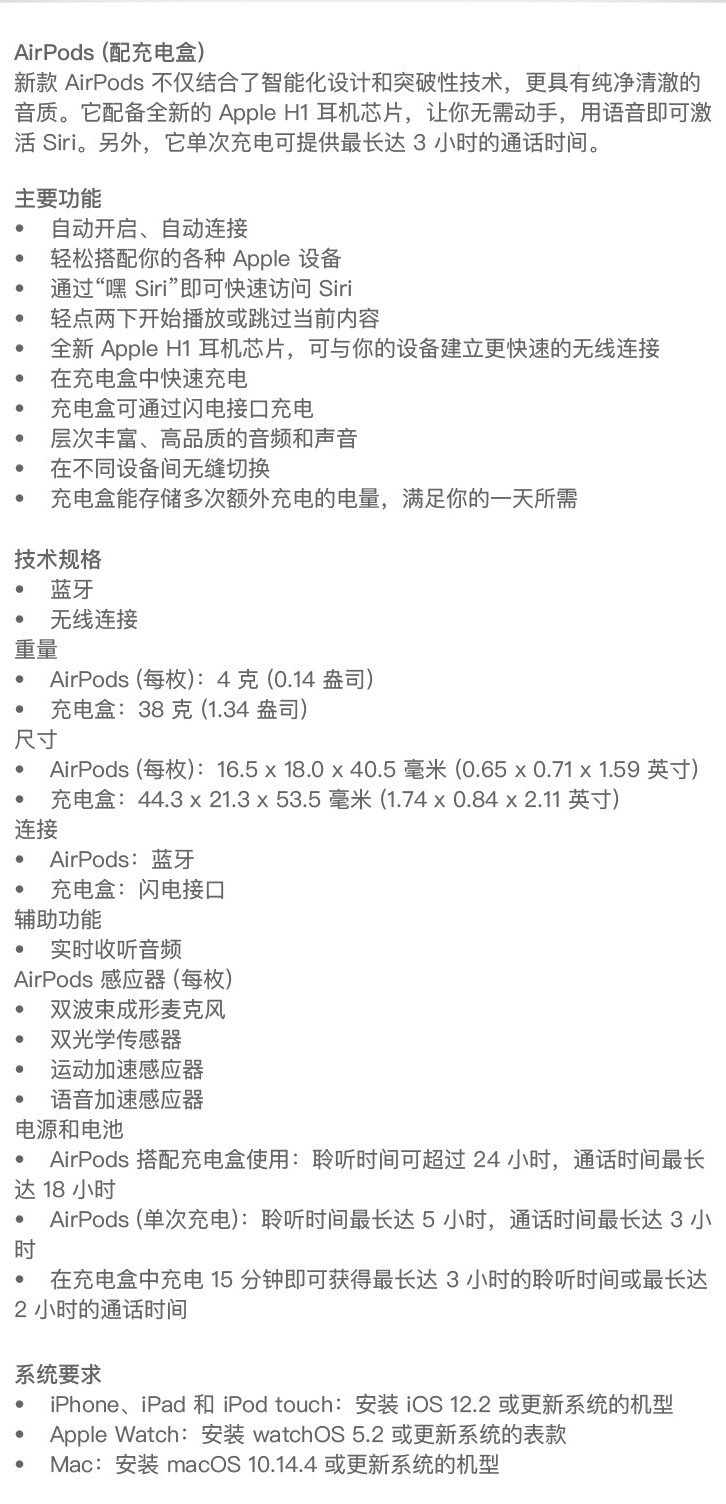 AirPods (配充电盒)
新款 AirPods 不仅结合了智能化设计和突破性技术，更具有纯净清澈的
音质。它配备全新的 Apple H1 耳机芯片，让你无需动手，用语音即可激
活 Siri。另外，它单次充电可提供最长达 3 小时的通话时间。
主要功能
• 自动开启、自动连接
• 轻松搭配你的各种 Apple 设备
• 通过“嘿 Siri”即可快速访问 Siri
• 轻点两下开始播放或跳过当前内容
• 全新 Apple H1 耳机芯片，可与你的设备建立更快速的无线连接
• 在充电盒中快速充电
• 充电盒可通过闪电接口充电
• 层次丰富、高品质的音频和声音
• 在不同设备间无缝切换
• 充电盒能存储多次额外充电的电量，满足你的一天所需
技术规格
• 蓝牙
• 无线连接
重量
• AirPods (每枚)：4 克 (0.14 盎司)
• 充电盒：38 克 (1.34 盎司)
尺寸
• AirPods (每枚)：16.5 x 18.0 x 40.5 毫米 (0.65 x 0.71 x 1.59 英寸)
• 充电盒：44.3 x 21.3 x 53.5 毫米 (1.74 x 0.84 x 2.11 英寸)
连接
• AirPods：蓝牙
• 充电盒：闪电接口
辅助功能
• 实时收听音频
AirPods 感应器 (每枚)
• 双波束成形麦克风
• 双光学传感器
• 运动加速感应器
• 语音加速感应器
电源和电池
• AirPods 搭配充电盒使用：聆听时间可超过 24 小时，通话时间最长
达 18 小时
• AirPods (单次充电)：聆听时间最长达 5 小时，通话时间最长达 3 小
时
• 在充电盒中充电 15 分钟即可获得最长达 3 小时的聆听时间或最长达
2 小时的通话时间
系统要求
• iPhone、iPad 和 iPod touch：安装 iOS 12.2 或更新系统的机型
• Apple Watch：安装 watchOS 5.2 或更新系统的表款
• Mac：安装 macOS 10.14.4 或更新系统的机型